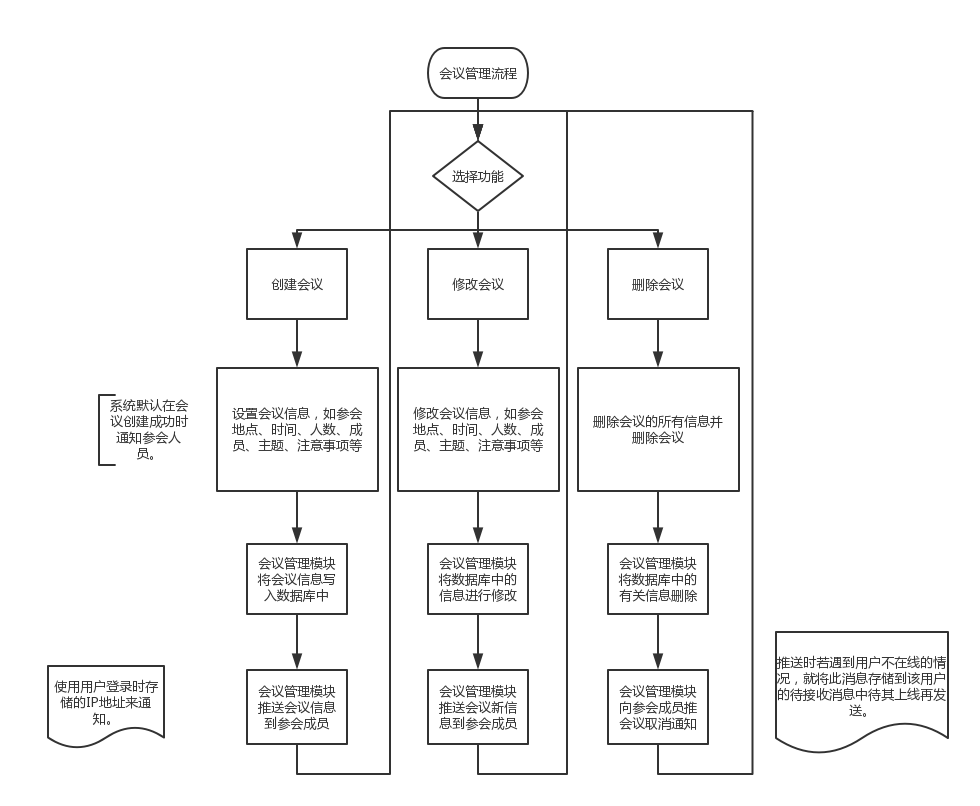 会议管理流程
选择功能
创建会议
修改会议
删除会议
系统默认在会
议创建成功时
通知参会人
员。
设置会议信息，如参会
地点、时间、人数、成
员、主题、注意事项等
修改会议信息，如参会
地点、时间、人数、成
员、主题、注意事项等
删除会议的所有信息并
删除会议
会议管理模块
将会议信息写
入数据库中
会议管理模块
将数据库中的
信息进行修改
会议管理模块
将数据库中的
有关信息删除
使用用户登录时存
储的IP地址来通
知。
会议管理模块
推送会议信息
到参会成员
会议管理模块
推送会议新信
息到参会成员
会议管理模块
向参会成员推
会议取消通知
推送时若遇到用户不在线的情
况，就将此消息存储到该用户
的待接收消息中待其上线再发
送。